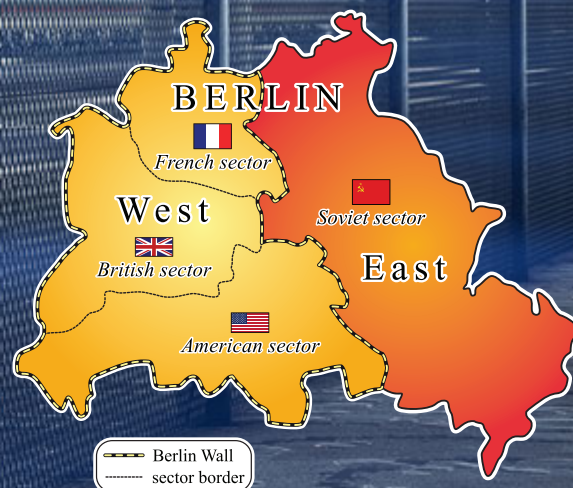 BERLIN
French sector
West
Soviet sector
British sector
East
American sector
Berlin Wall
sector border